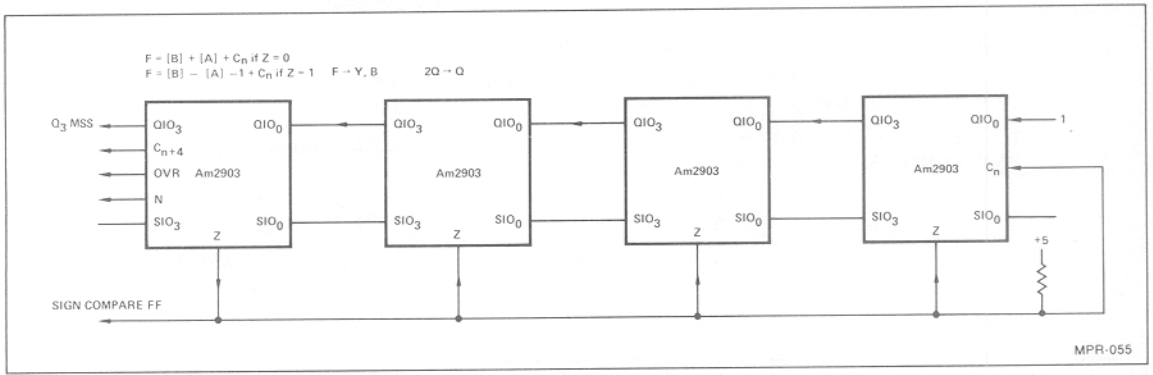 F = [B] + [A] + Cn if Z = 0
F = [B] − [A] −1 + Cn if Z − 1 F → Y, B 2Q → Q
Q3 MSS
QIO3 QIO0
Cn+4
OVR Am2903
N
SIO3 SIO0
Z
QIO3 QIO0
Am2903
SIO3 SIO0
Z
QIO3 QIO0
Am2903
SIO3 SIO0
Z
QIO3 QIO0
1
Am2903 Cn
SIO0
SIO3
Z
+5
SIGN COMPARE FF
MPR-055